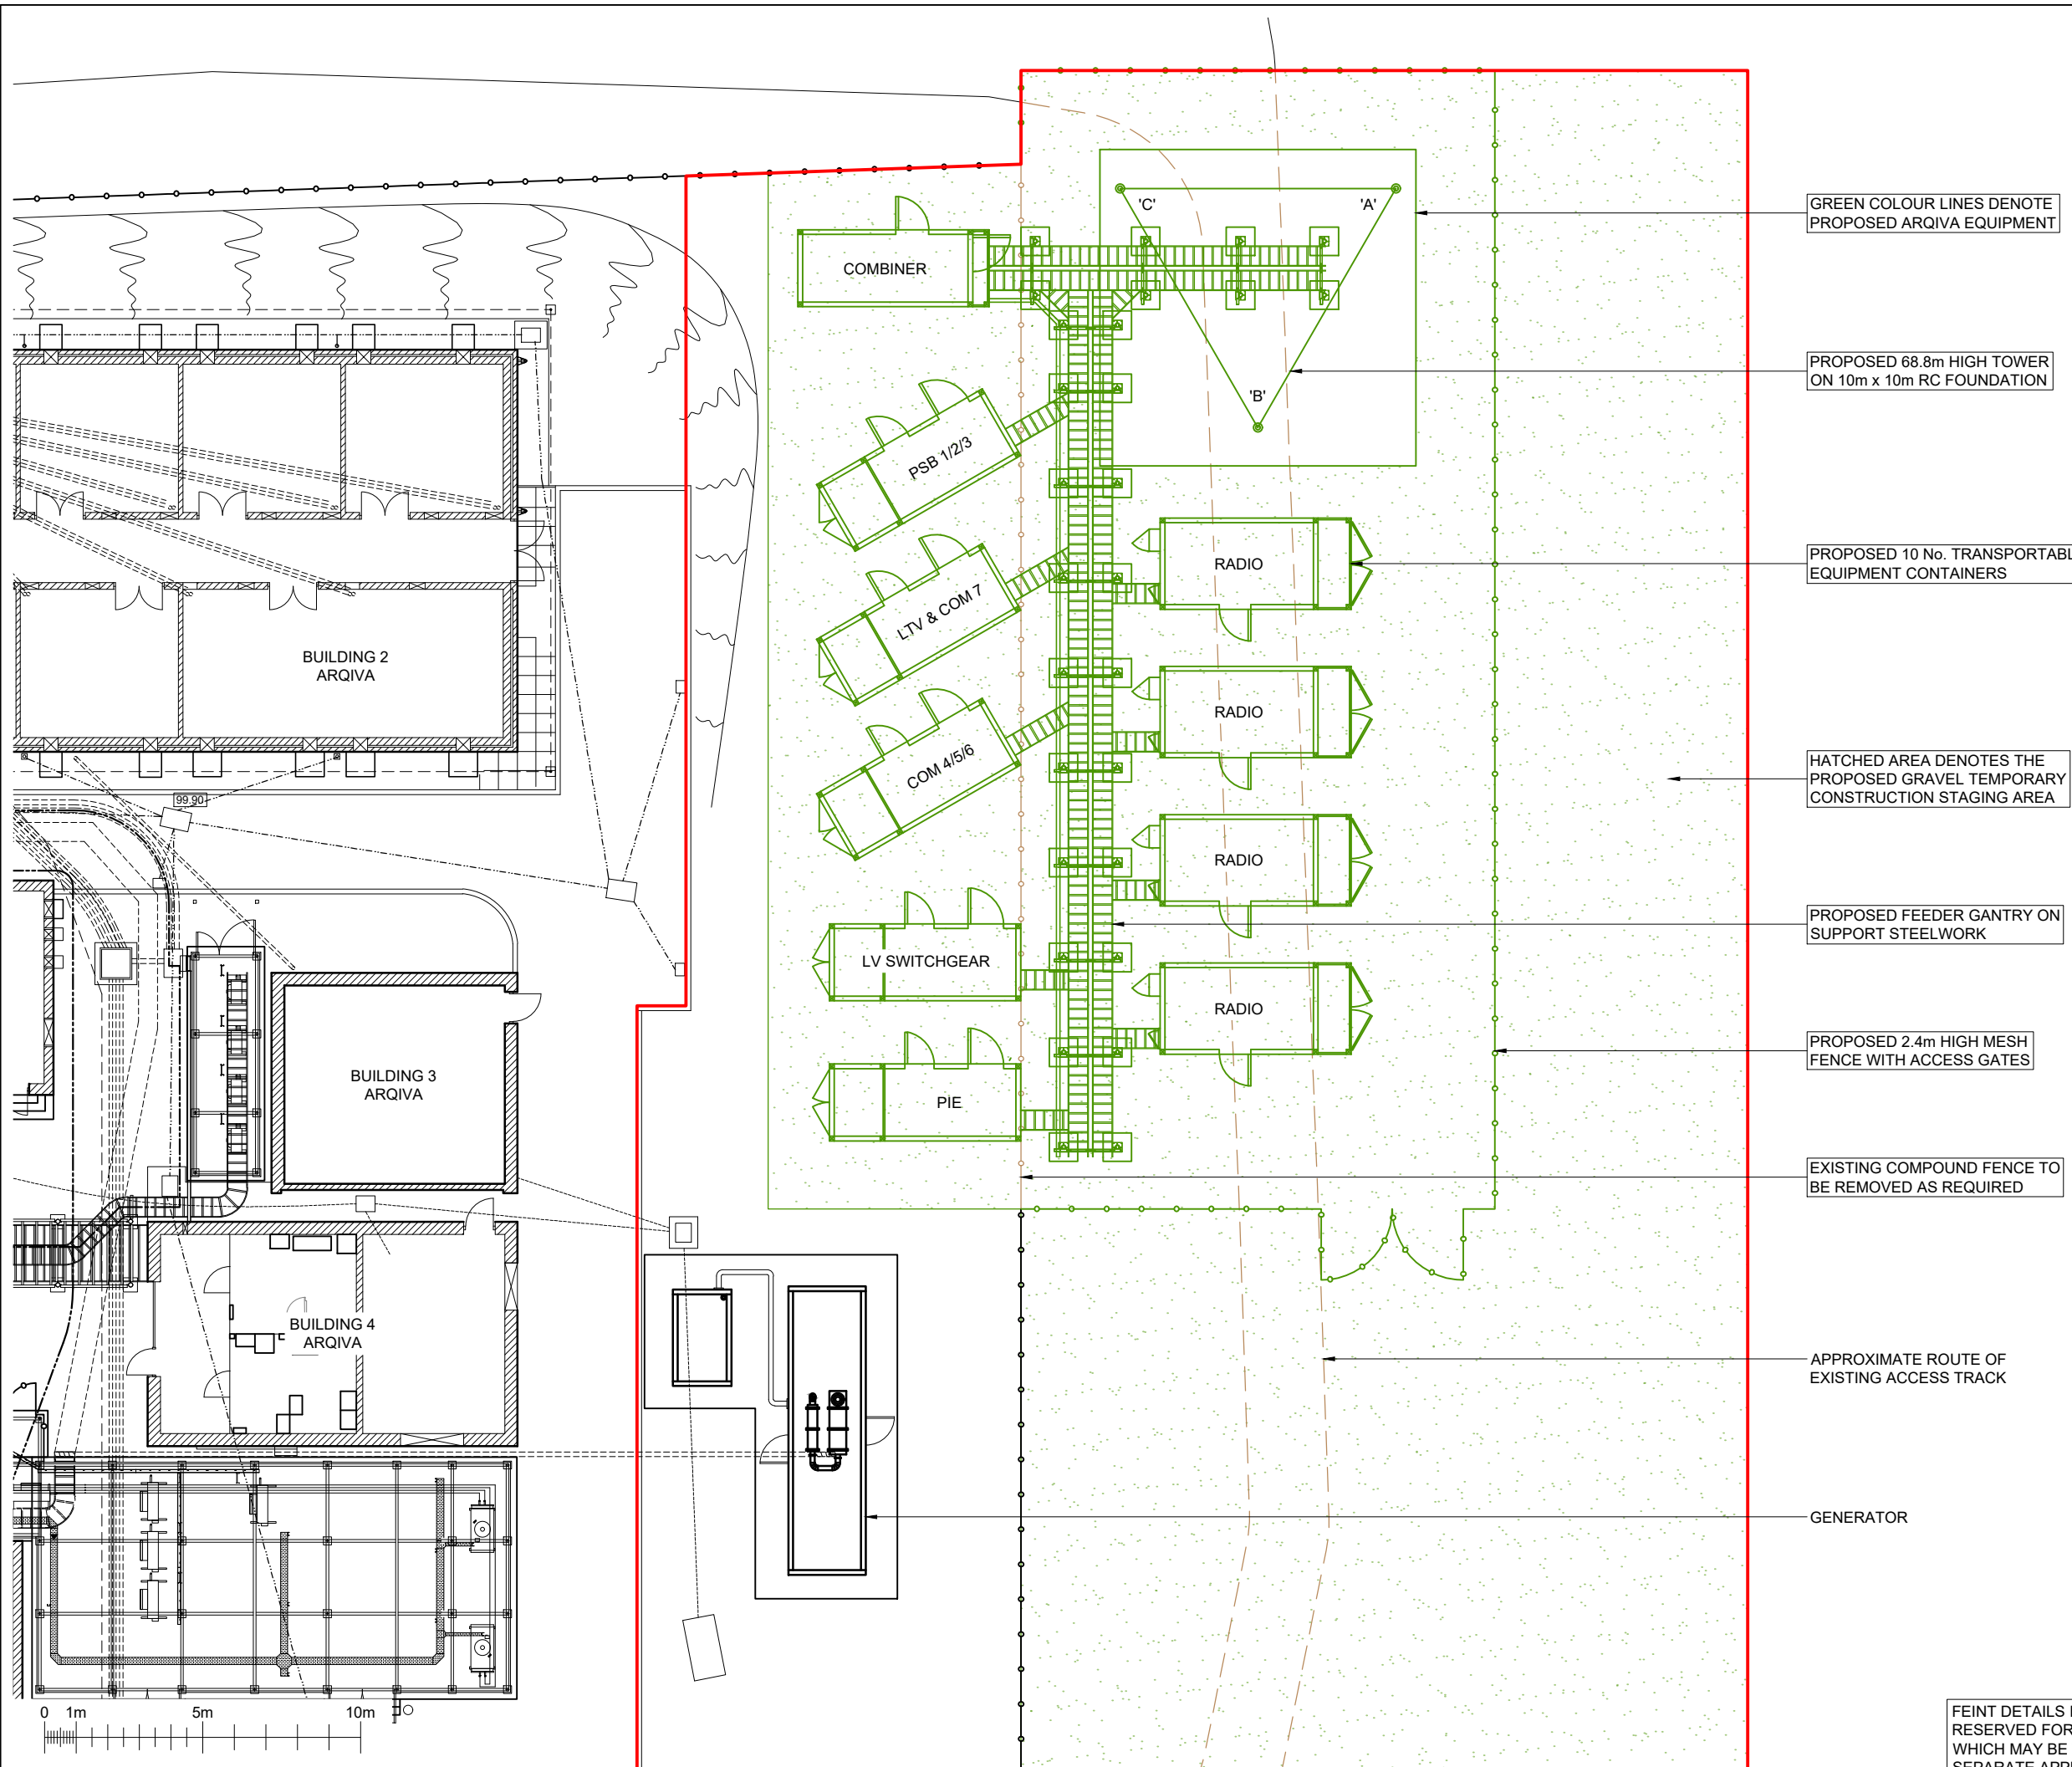 'C'
'A'
GREEN COLOUR LINES DENOTE
PROPOSED ARQIVA EQUIPMENT
COMBINER
PROPOSED 68.8m HIGH TOWER
ON 10m x 10m RC FOUNDATION
'B'
PSB 1/2/3
PROPOSED 10 No.
EQUIPMENT CONTAINERS
RADIO
LTV & COM 7
BUILDING 2
ARQIVA
RADIO
COM 4/5/6
HATCHED AREA DENOTES THE
PROPOSED GRAVEL TEMPORARY
CONSTRUCTION STAGING AREA
99.90
RADIO
PROPOSED FEEDER GANTRY ON
SUPPORT STEELWORK
LV SWITCHGEAR
RADIO
PROPOSED 2.4m HIGH MESH
FENCE WITH ACCESS GATES
BUILDING 3
ARQIVA
PIE
EXISTING COMPOUND FENCE TO
BE REMOVED AS REQUIRED
BUILDING 4
ARQIVA
APPROXIMATE ROUTE OF
EXISTING ACCESS TRACK
GENERATOR
0 1m 5m 10m
FEINT DETAILS
RESERVED FOR
WHICH MAY BE
SEPARATE